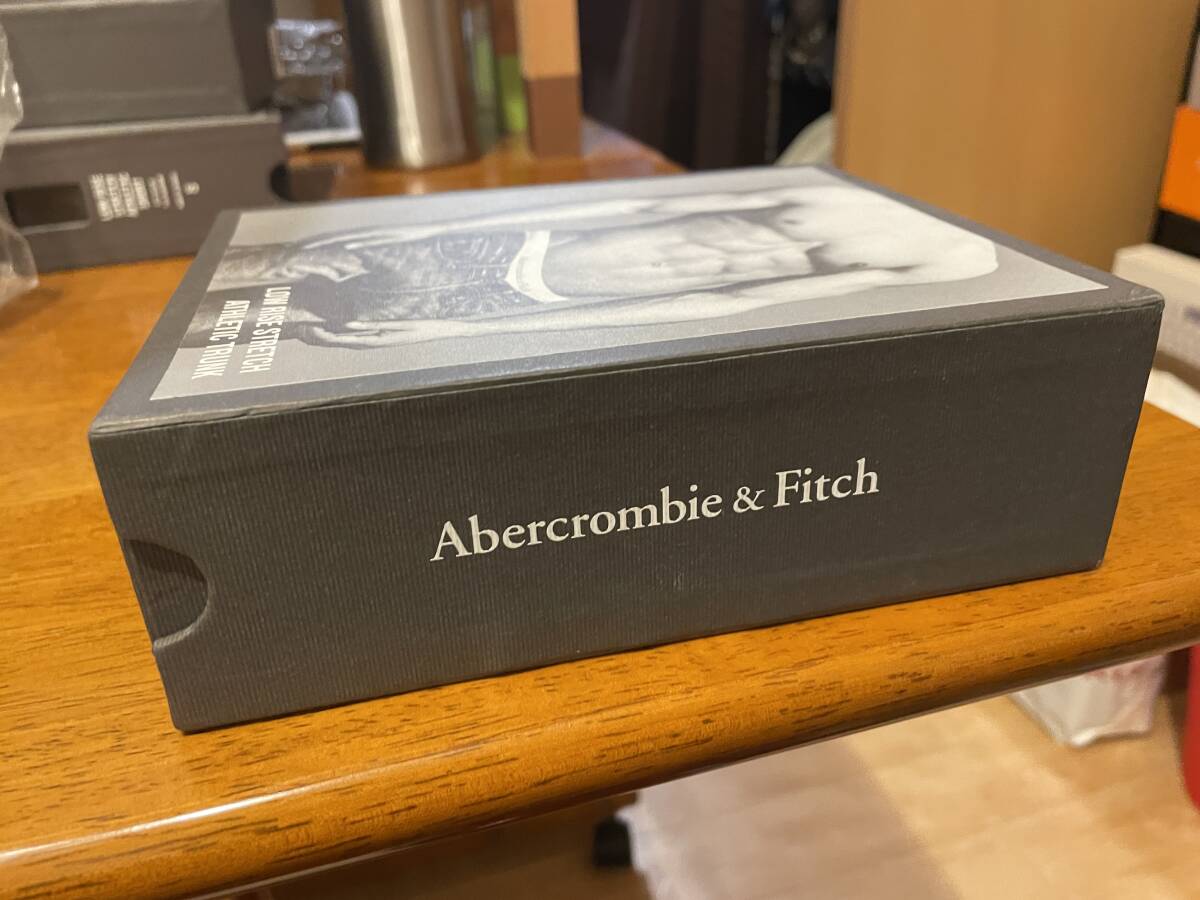 LOW RISE STRETCH
ATHLETIC TRUNK
Abercrombie & Fitch